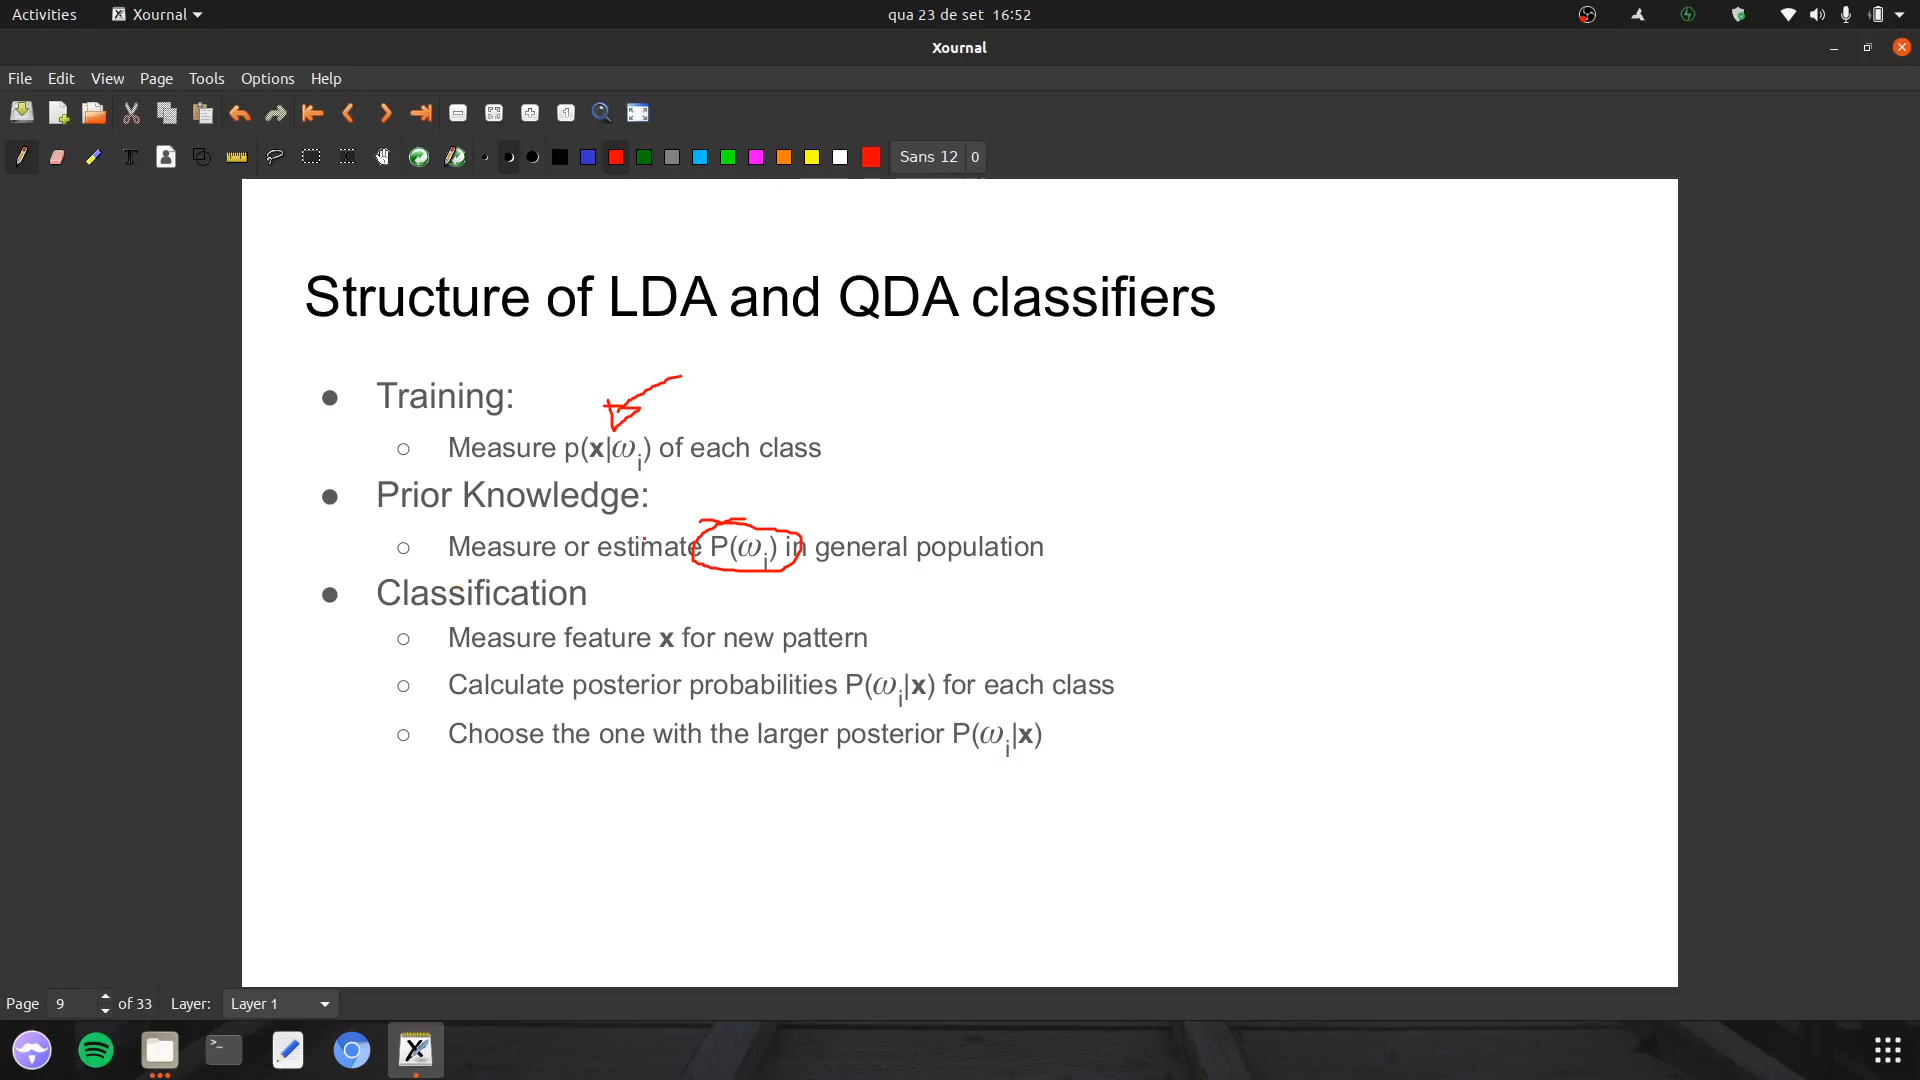 Activities Xournal qua 23 de set 16:52
Xournal
File Edit View Page Tools Options Help
Sans 12 0
Structure of LDA and QDA classifiers
● Training:
○ Measure p(x|ωi) of each class
● Prior Knowledge:
○ Measure or estimate P(ωi) in general population
● Classification
○ Measure feature x for new pattern
○ Calculate posterior probabilities P(ωi|x) for each class
○ Choose the one with the larger posterior P(ωi|x)
Page 9 of 33 Layer: Layer 1